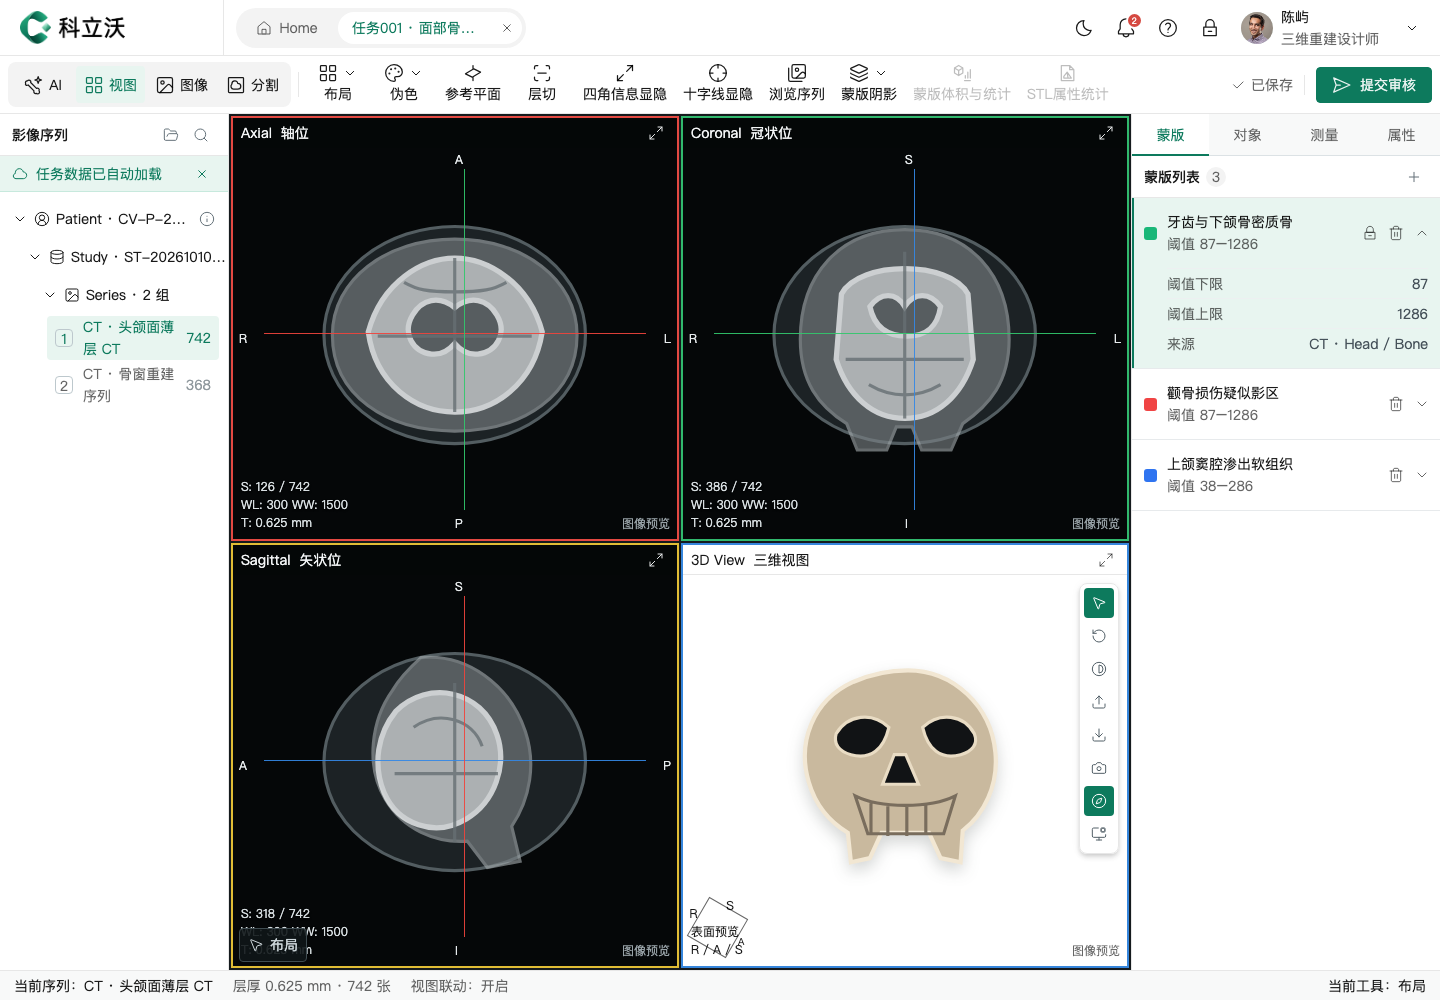 科立沃
Home
任务001 · 面部骨...
2
陈屿
三维重建设计师
AI
视图
图像
分割
布局
伪色
参考平面
层切
四角信息显隐
十字线显隐
浏览序列
蒙版阴影
蒙版体积与统计
STL属性统计
已保存
提交审核
影像序列
任务数据已自动加载
Patient · CV-P-2...
Study · ST-20261010...
Series · 2 组
1
CT · 头颌面薄
层 CT
742
2
CT · 骨窗重建
序列
368
Axial 轴位
A
R
L
P
S: 126 / 742
WL: 300 WW: 1500
T: 0.625 mm
图像预览
Coronal 冠状位
S
R
L
I
S: 386 / 742
WL: 300 WW: 1500
T: 0.625 mm
图像预览
Sagittal 矢状位
S
A
P
I
S: 318 / 742
WL: 300 WW: 1500
布局
图像预览
3D View 三维视图
R
S
A
表面预览
R / A / S
图像预览
蒙版
对象
测量
属性
蒙版列表 3
牙齿与下颌骨密质骨
阈值 87—1286
阈值下限 87
阈值上限 1286
来源 CT · Head / Bone
颧骨损伤疑似影区
阈值 87—1286
上颌窦腔渗出软组织
阈值 38—286
当前序列: CT · 头颌面薄层 CT
层厚 0.625 mm · 742 张
视图联动: 开启
当前工具: 布局